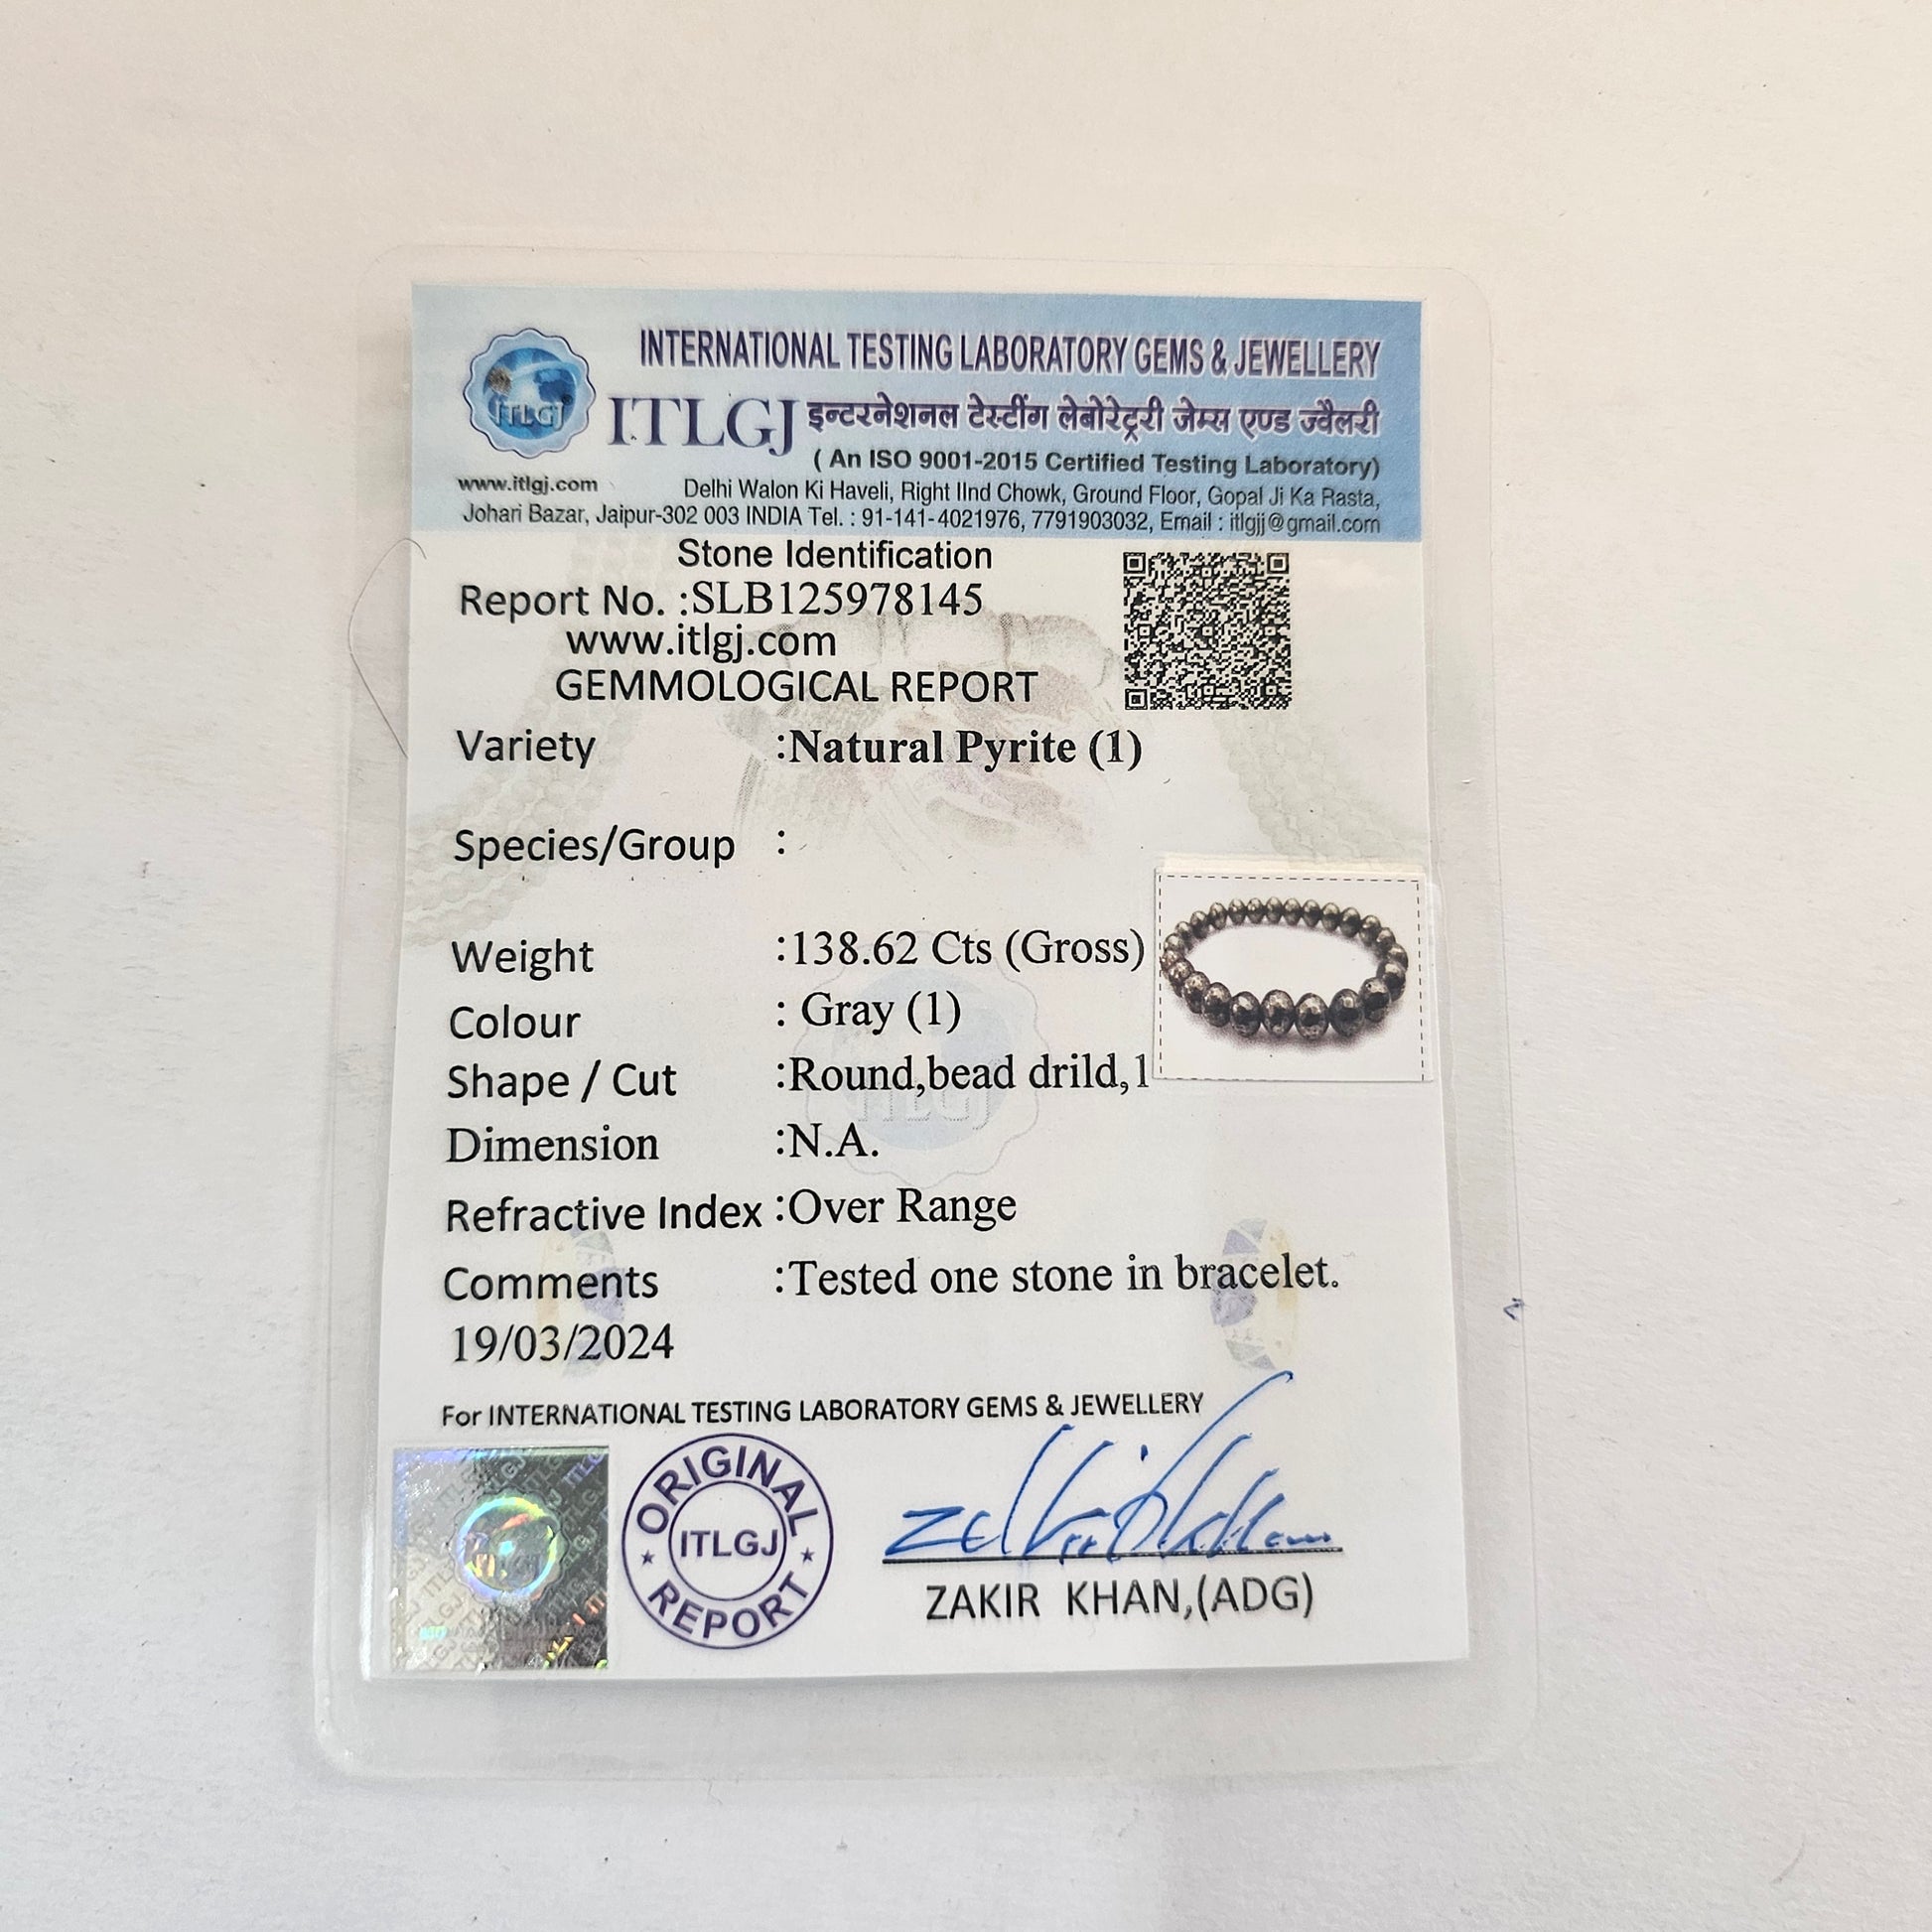 INTERNATIONAL TESTING LABORATORY GEMS & JEWELLERY
ITLGJ
ITLGJ इन्टरनेशनल टेस्टींग लेबोरेट्ररी जेम्स एण्ड ज्वैलरी
( An ISO 9001-2015 Certified Testing Laboratory)
www.itlgj.com Delhi Walon Ki Haveli, Right IInd Chowk, Ground Floor, Gopal Ji Ka Rasta,
Johari Bazar, Jaipur-302 003 INDIA Tel. : 91-141-4021976, 7791903032, Email : itlgjj@gmail.com
Stone Identification
Report No. :SLB125978145
www.itlgj.com
GEMMOLOGICAL REPORT
Variety :Natural Pyrite (1)
Species/Group :
Weight :138.62 Cts (Gross)
Colour : Gray (1)
Shape / Cut :Round,bead drild,1
Dimension :N.A.
Refractive Index :Over Range
Comments :Tested one stone in bracelet.
19/03/2024
For INTERNATIONAL TESTING LABORATORY GEMS & JEWELLERY
ORIGINAL
ITLGJ
REPORT
ZAKIR KHAN,(ADG)